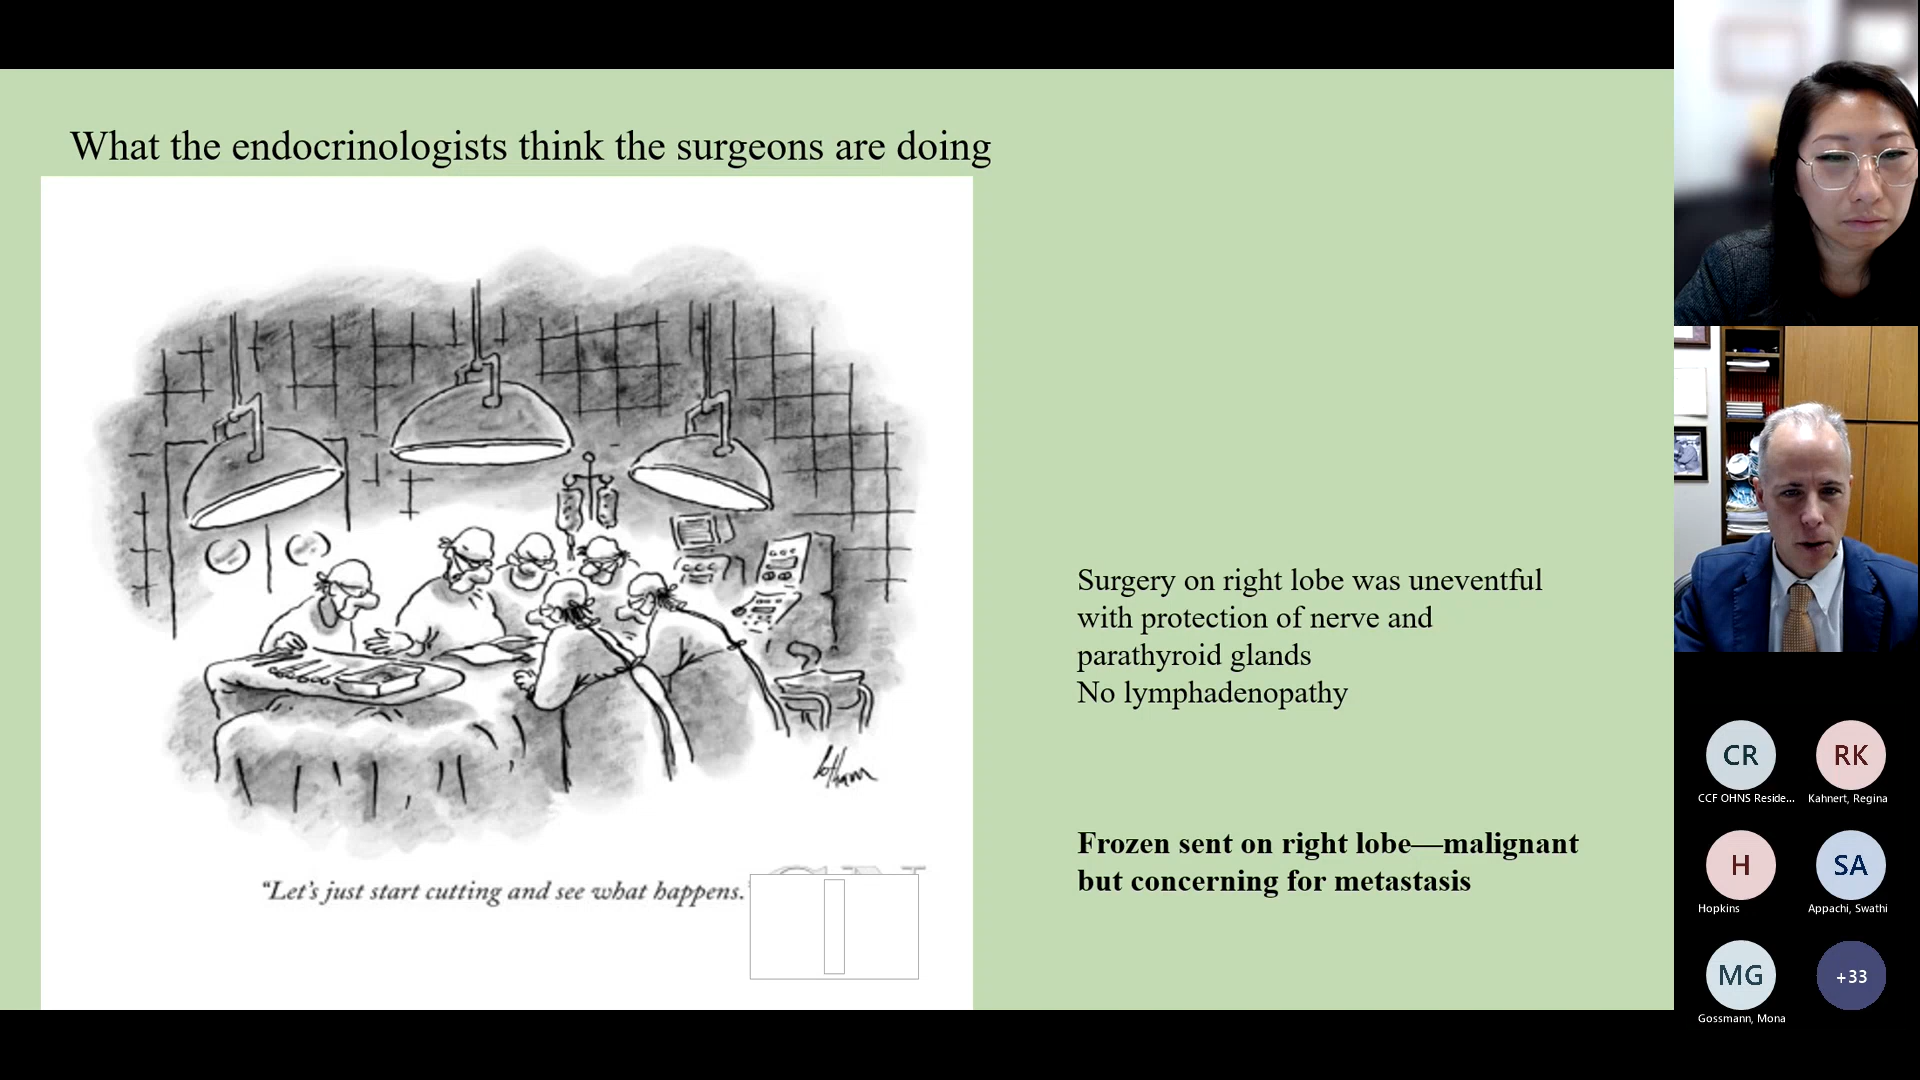 What the endocrinologists think the surgeons are doing
“Let’s just start cutting and see what happens.”
Surgery on right lobe was uneventful
with protection of nerve and
parathyroid glands
No lymphadenopathy
Frozen sent on right lobe—malignant
but concerning for metastasis
CR
CCF OHNS Reside...
RK
Kahnert, Regina
H
Hopkins
SA
Appachi, Swathi
MG
Gossmann, Mona
+33